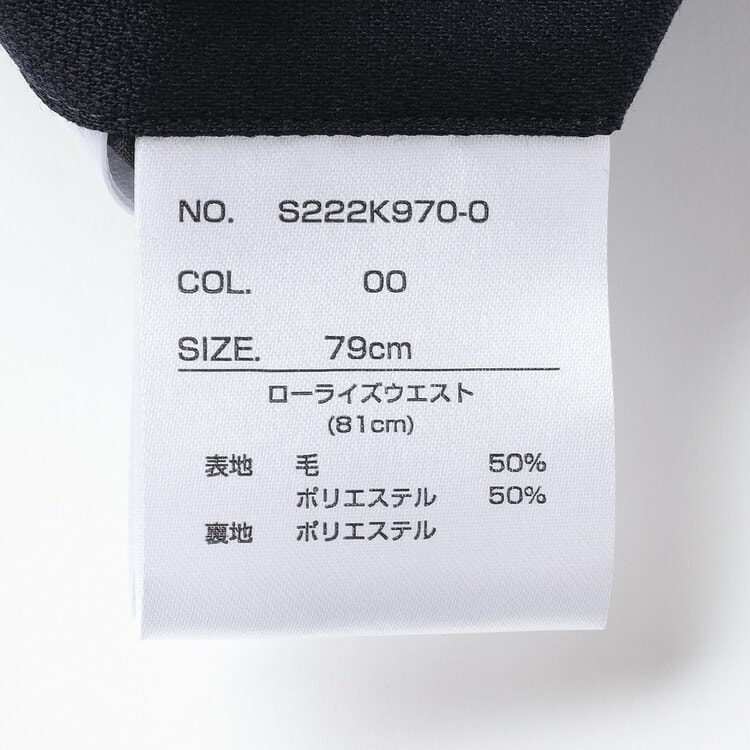 NO. S222K970-0
COL. 00
SIZE. 79cm
ローライズウエスト
(81cm)
表地 毛 50%
ポリエステル 50%
裏地 ポリエステル